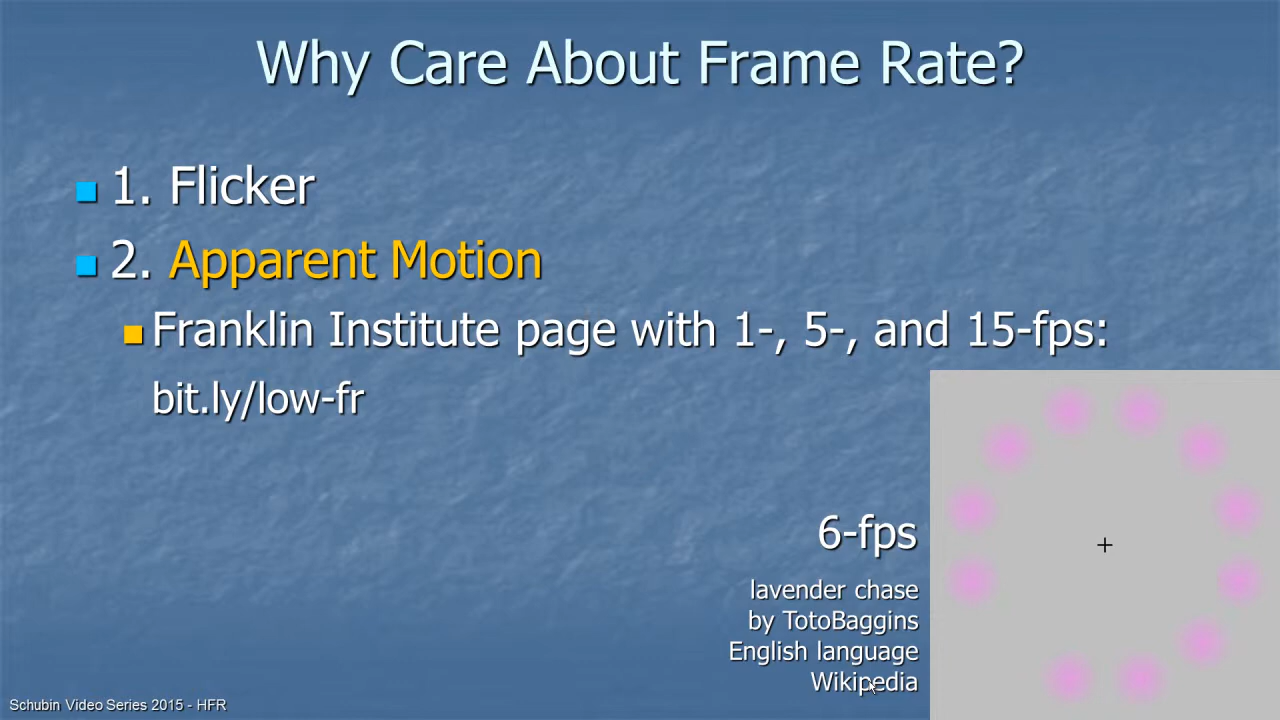 Why Care About Frame Rate?
1. Flicker
2. Apparent Motion
Franklin Institute page with 1-, 5-, and 15-fps:
bit.ly/low-fr
6-fps
lavender chase
by TotoBaggins
English language
Wikipedia
Schubin Video Series 2015 - HFR